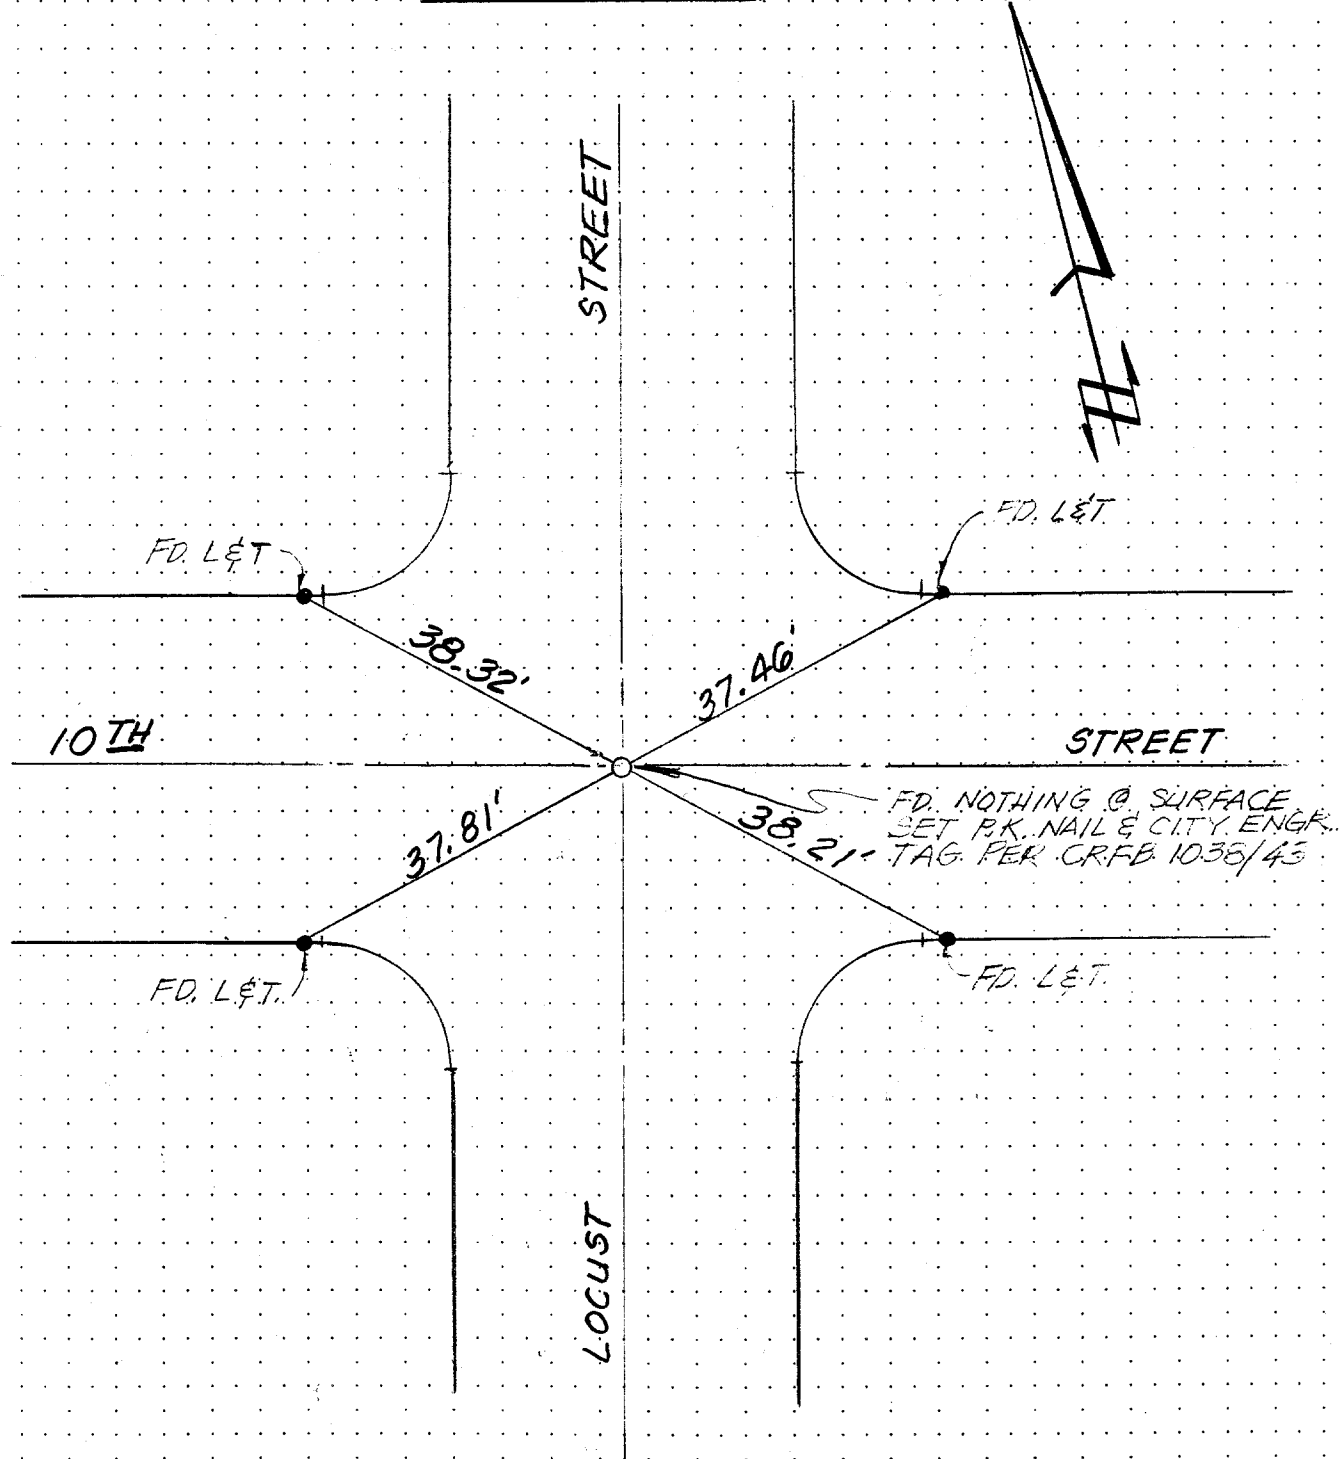 STREET
FD. L&T
FD. L&T
38.32'
37.46'
10TH
STREET
FD. NOTHING @ SURFACE
SET P.K. NAIL & CITY ENGR.
TAG PER CRFB 1038/43
37.81'
38.21'
FD. L&T.
FD. L&T.
LOCUST